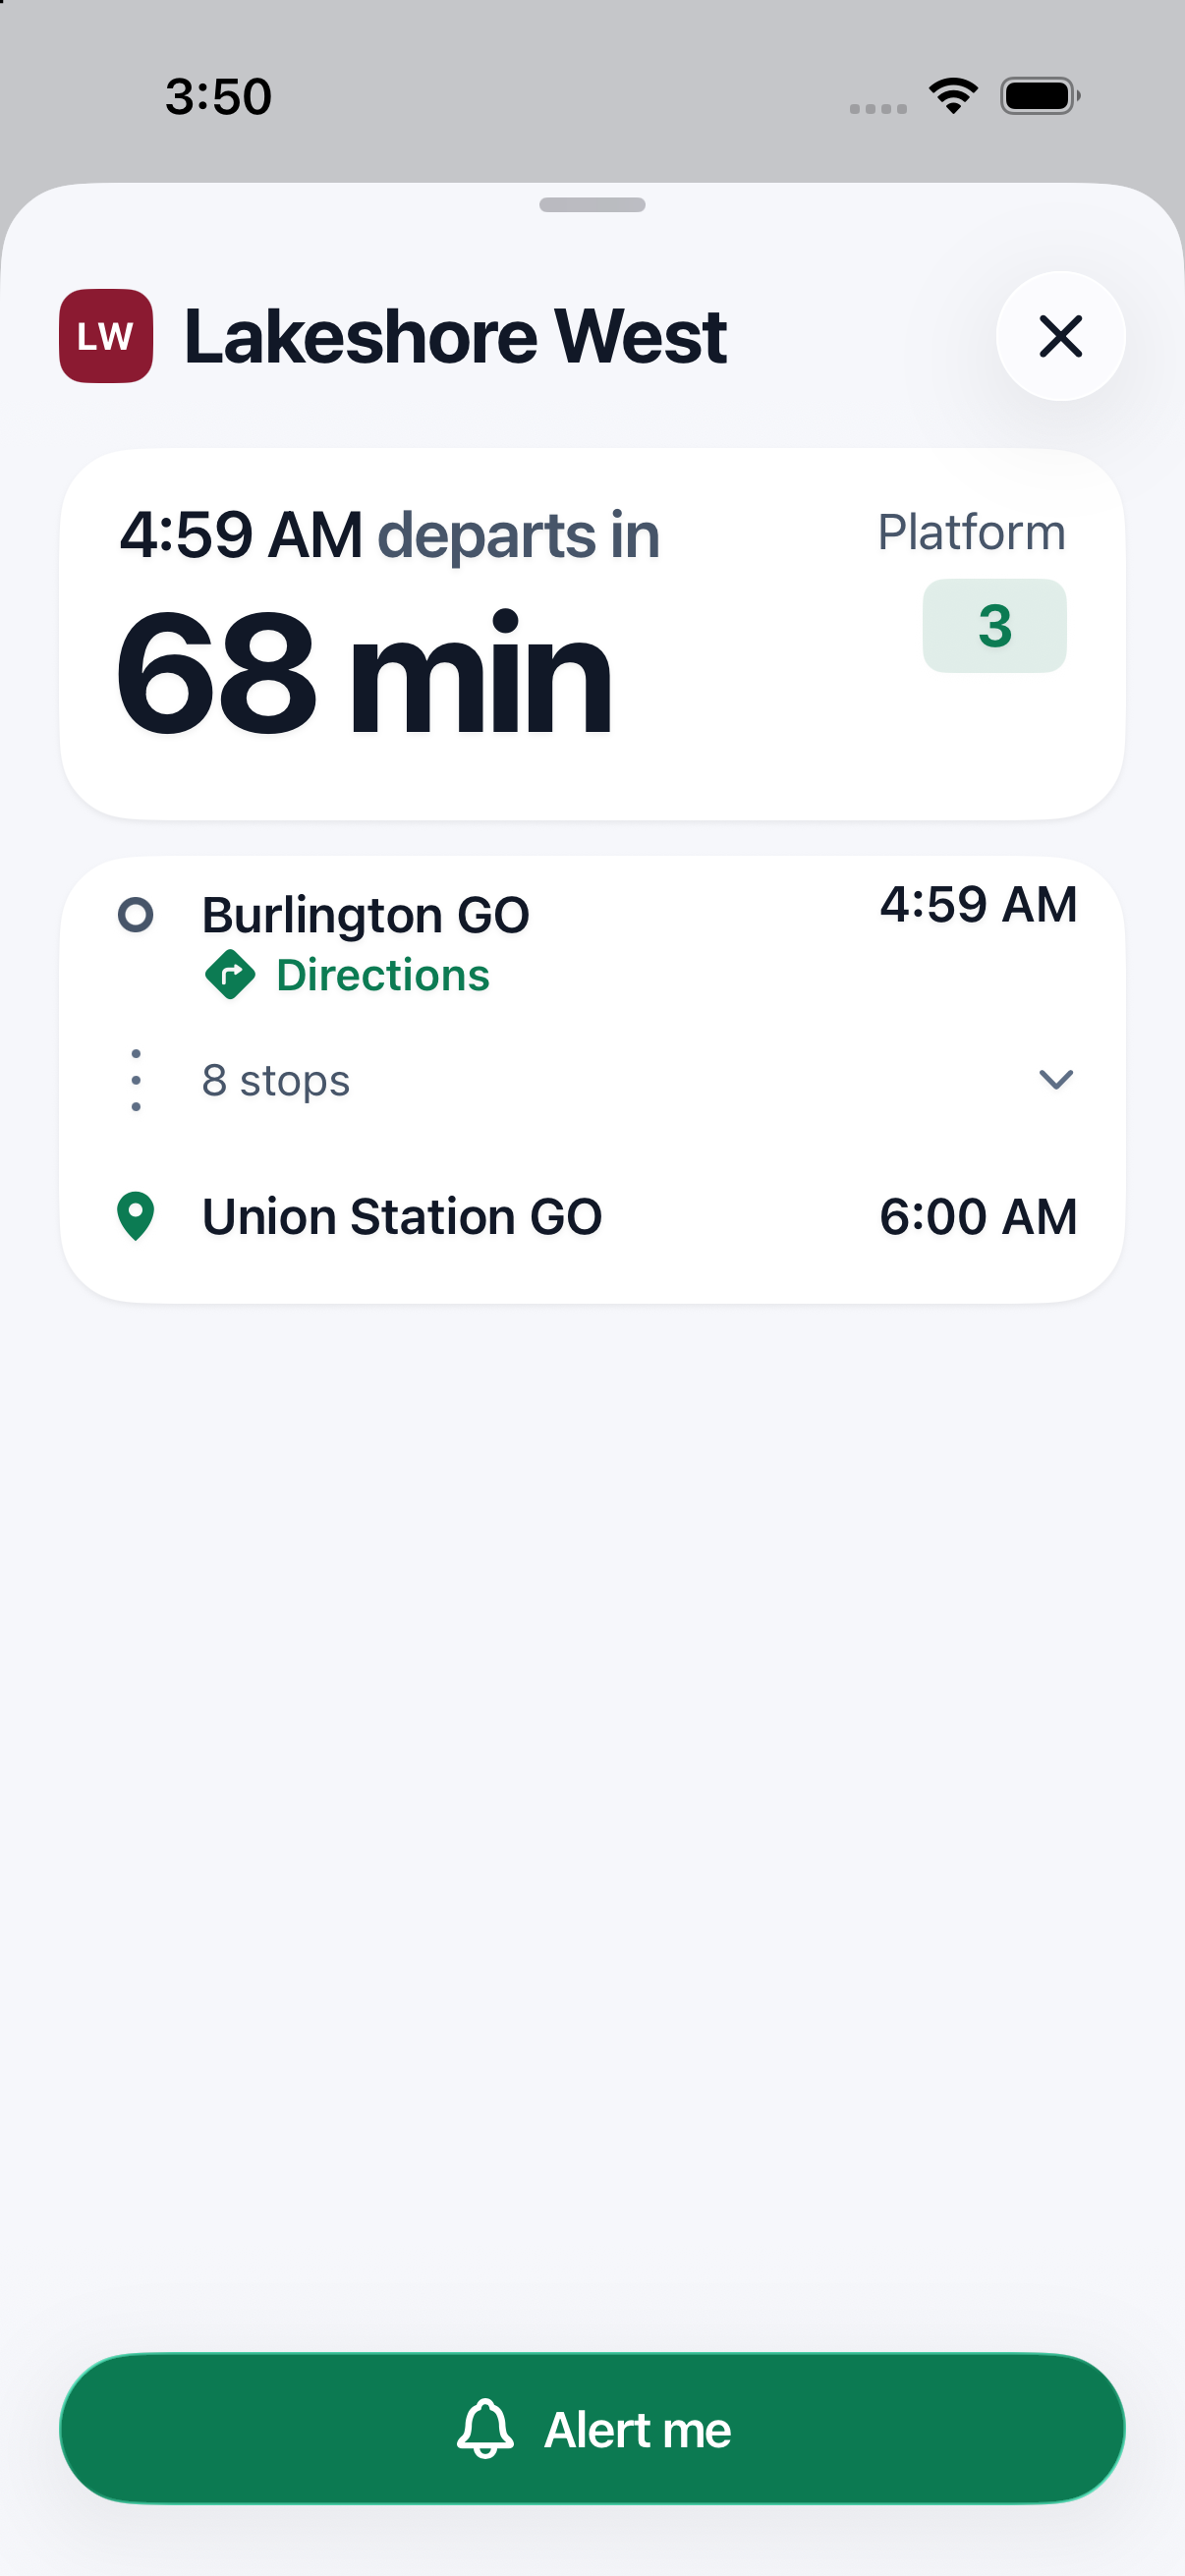 3:50
LW Lakeshore West
4:59 AM departs in
68 min
Platform
3
Burlington GO 4:59 AM
Directions
8 stops
Union Station GO 6:00 AM
Alert me